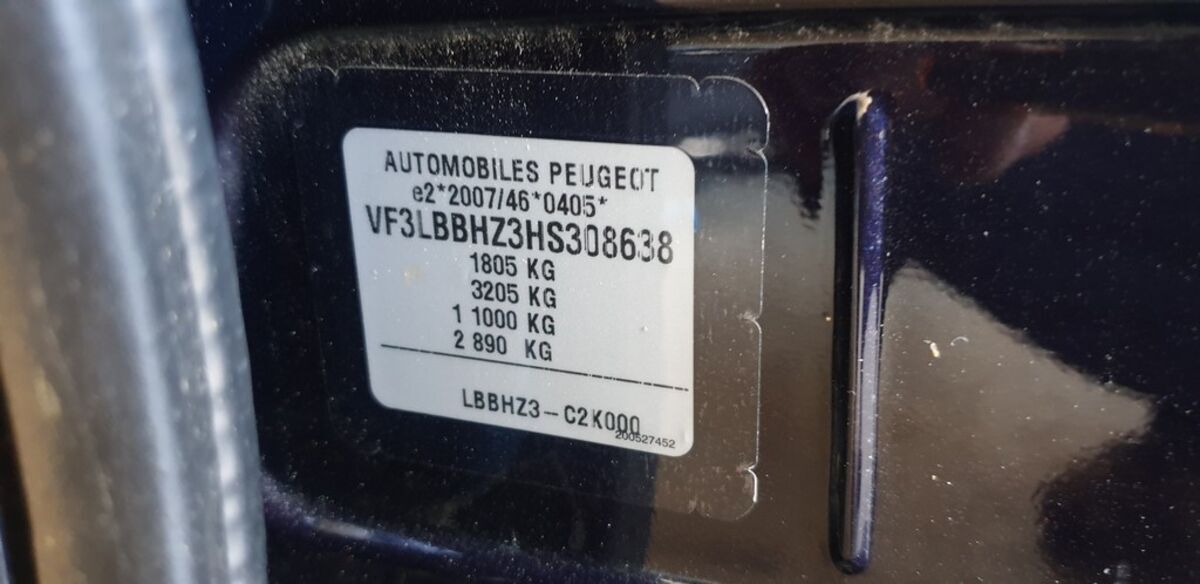 AUTOMOBILES PEUGEOT
e2*2007/46*0405*
VF3LBBHZ3HS308638
1805 KG
3205 KG
1 1000 KG
2 890 KG
LBBHZ3-C2K000
200527452